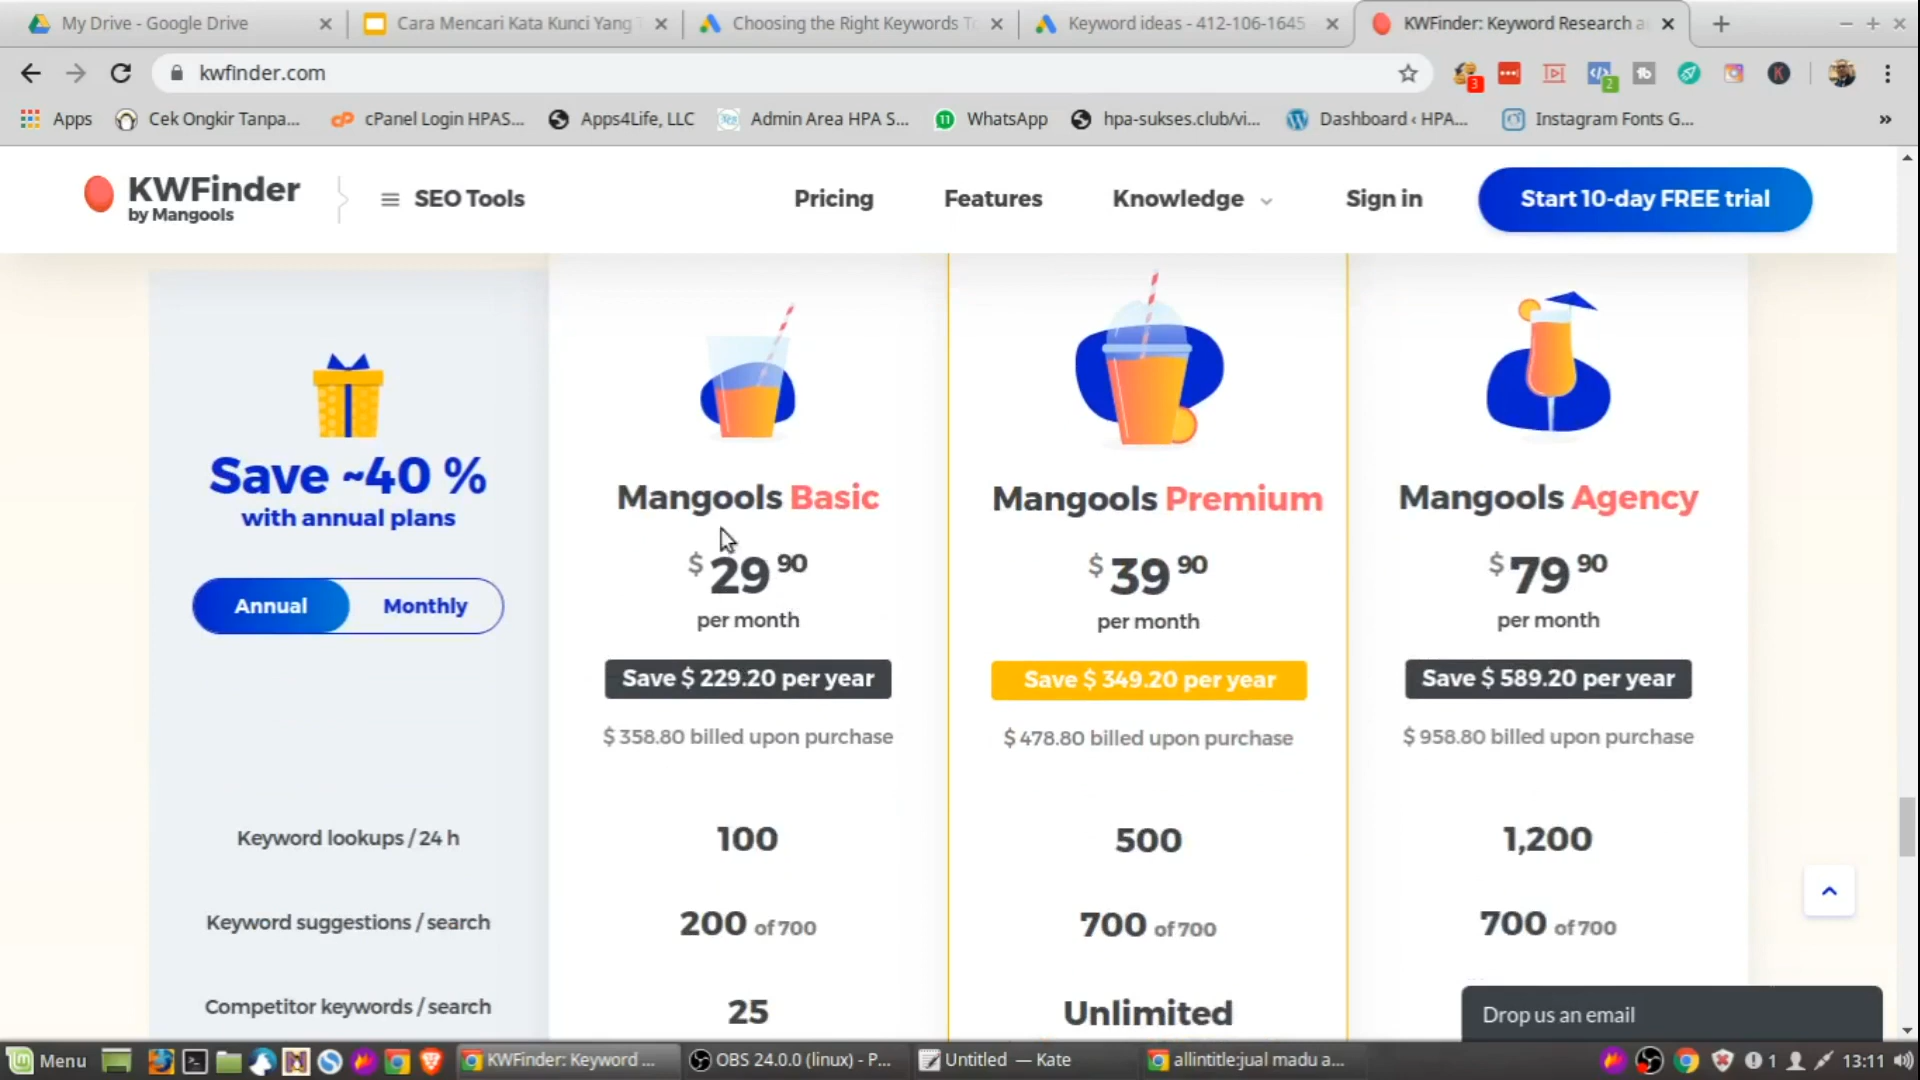 My Drive - Google Drive
Cara Mencari Kata Kunci Yang T
Choosing the Right Keywords To
Keyword ideas - 412-106-1645
KWFinder: Keyword Research a
kwfinder.com
3
2
Apps
Cek Ongkir Tanpa...
cPanel Login HPAS...
Apps4Life, LLC
Admin Area HPA S...
11
WhatsApp
hpa-sukses.club/vi...
Dashboard ‹ HPA...
Instagram Fonts G...
»
KWFinder
by Mangools
SEO Tools
Pricing
Features
Knowledge
Sign in
Start 10-day FREE trial
Save ~40 %
with annual plans
Annual
Monthly
Mangools Basic
$ 29 90
per month
Save $ 229.20 per year
$ 358.80 billed upon purchase
Mangools Premium
$ 39 90
per month
Save $ 349.20 per year
$ 478.80 billed upon purchase
Mangools Agency
$ 79 90
per month
Save $ 589.20 per year
$ 958.80 billed upon purchase
Keyword lookups / 24 h
100
500
1,200
Keyword suggestions / search
200 of 700
700 of 700
700 of 700
Competitor keywords / search
25
Unlimited
Drop us an email
Menu
KWFinder: Keyword ...
OBS 24.0.0 (linux) - P...
Untitled — Kate
allintitle:jual madu a...
1
13:11